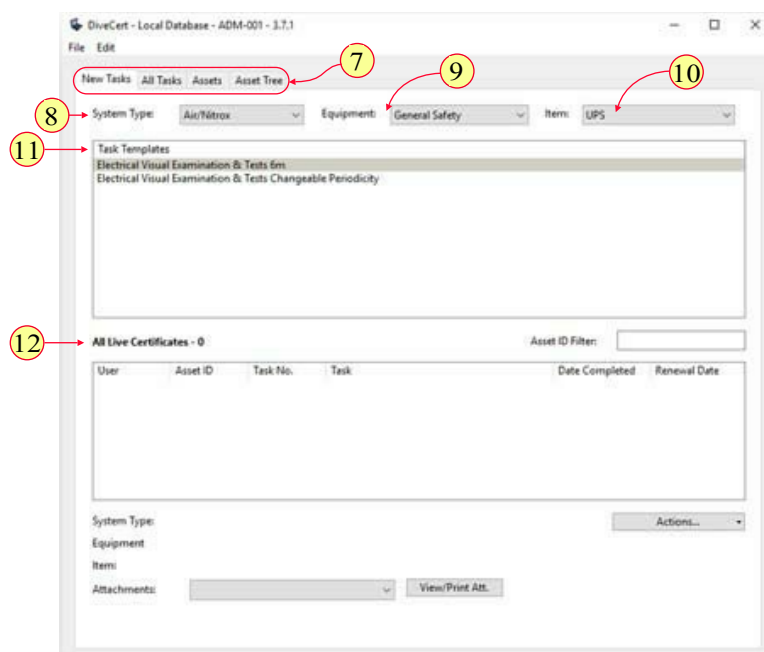 DiveCert - Local Database - ADM-001 - 3.7.1
File Edit
7
New Tasks All Tasks Assets Asset Tree
9
10
8
System Type: Air/Nitrox Equipment: General Safety Item: UPS
11
Task Templates
Electrical Visual Examination & Tests 6m
Electrical Visual Examination & Tests Changeable Periodicity
12
All Live Certificates - 0 Asset ID Filter:
User Asset ID Task No. Task Date Completed Renewal Date
System Type: Actions...
Equipment
Item:
Attachments: View/Print Att.